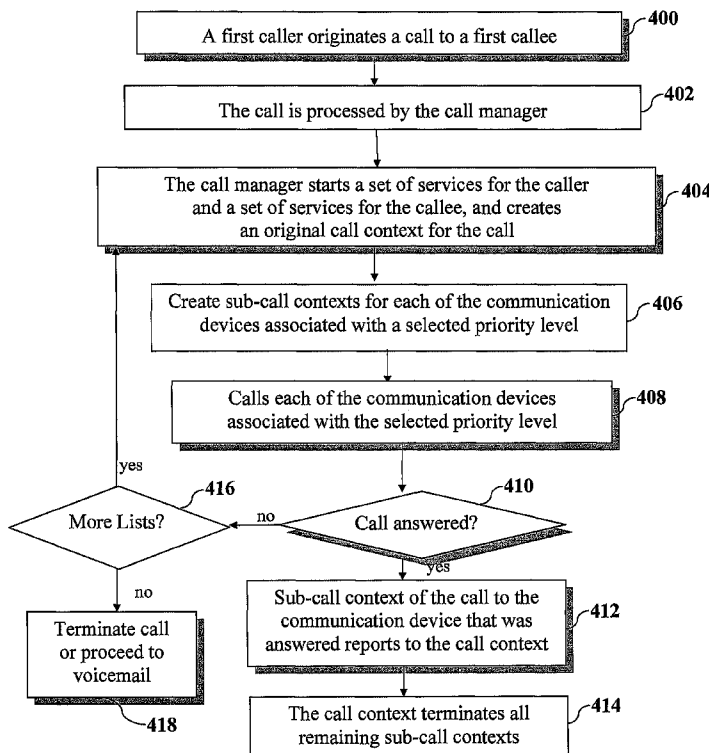 A first caller originates a call to a first callee
400
The call is processed by the call manager
402
The call manager starts a set of services for the caller
and a set of services for the callee, and creates
an original call context for the call
404
Create sub-call contexts for each of the communication
devices associated with a selected priority level
406
Calls each of the communication devices
associated with the selected priority level
408
yes
416
More Lists?
no
410
Call answered?
yes
no
Terminate call
or proceed to
voicemail
418
Sub-call context of the call to the
communication device that was
answered reports to the call context
412
The call context terminates all
remaining sub-call contexts
414